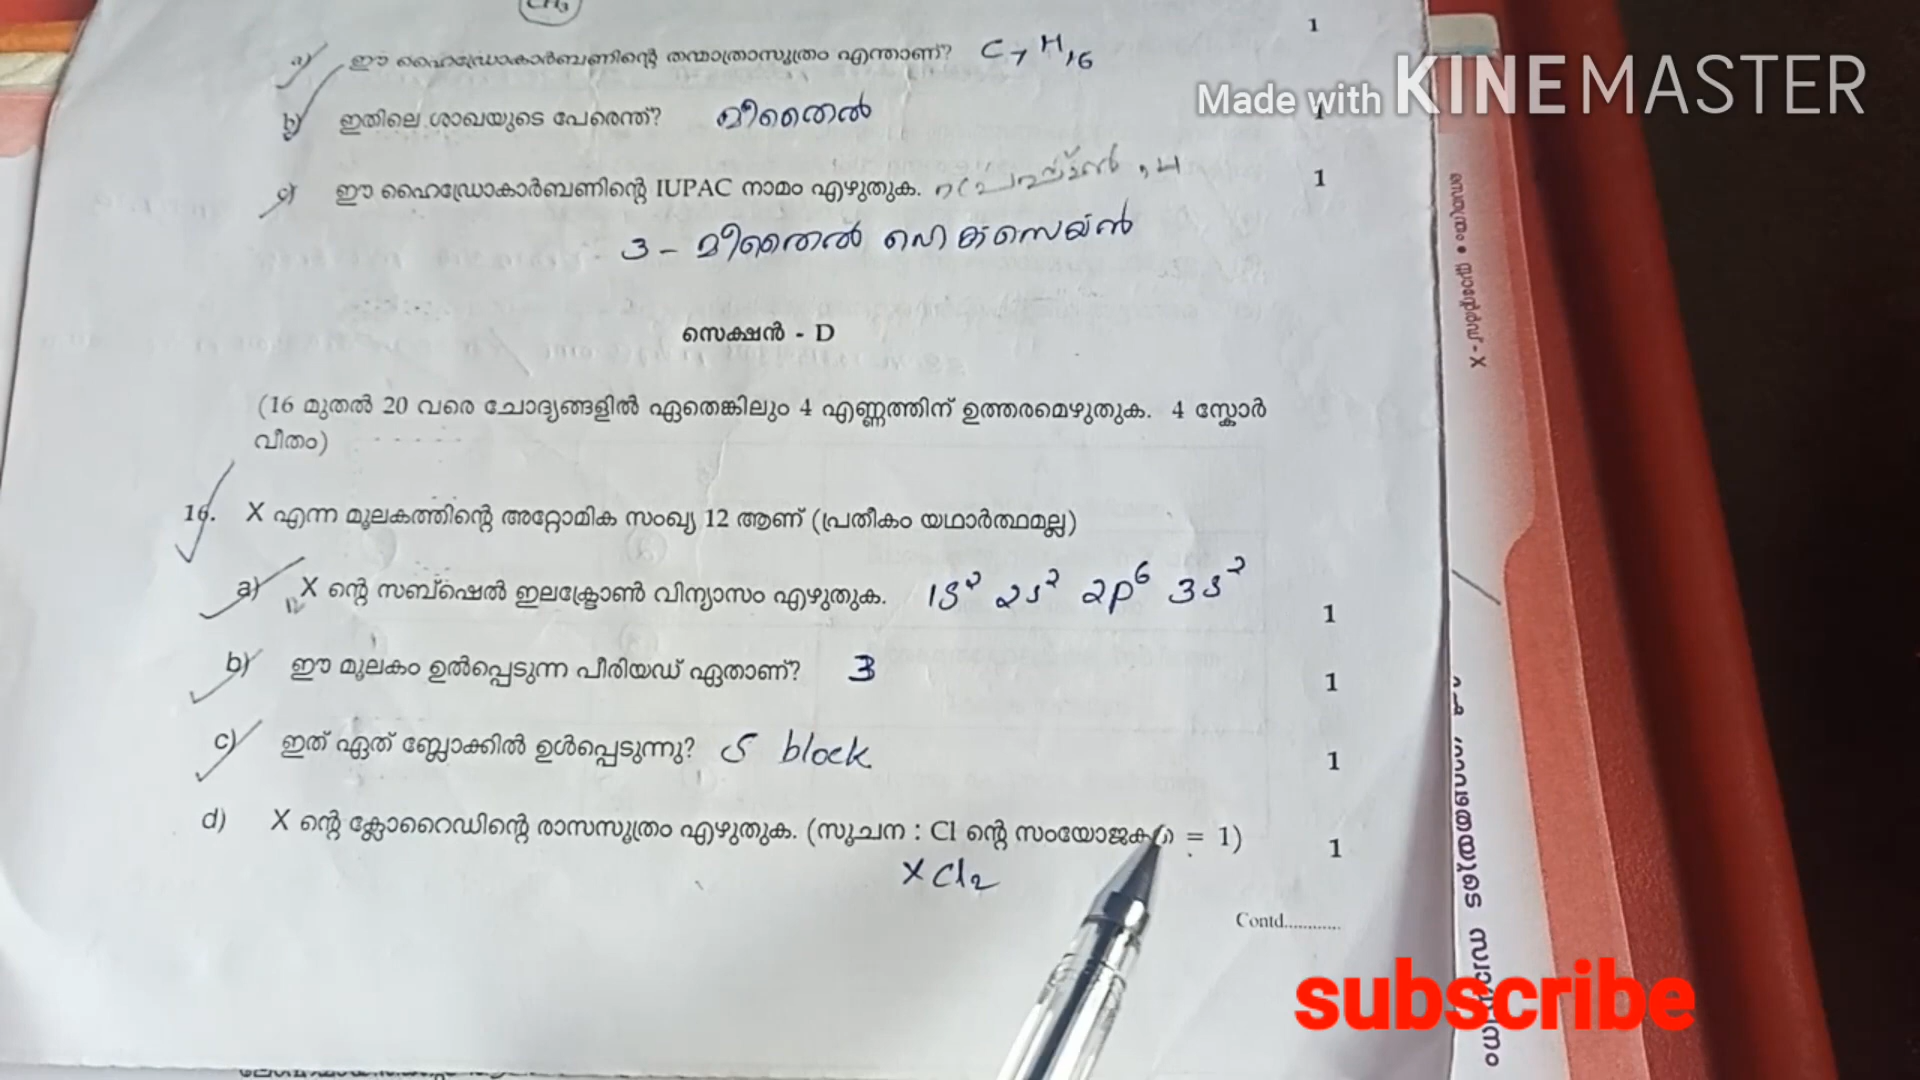 CH3
1
a) ഈ ഹൈഡ്രോകാർബണിന്റെ തന്മാത്രാസൂത്രം എന്താണ്? C7H16
Made with KINEMASTER
b) ഇതിലെ ശാഖയുടെ പേരെന്ത്? മീതൈൽ
c) ഈ ഹൈഡ്രോകാർബണിന്റെ IUPAC നാമം എഴുതുക. 1
3 - മീതൈൽ ഹെക്സെയ്ൻ
സെക്ഷൻ - D
(16 മുതൽ 20 വരെ ചോദ്യങ്ങളിൽ ഏതെങ്കിലും 4 എണ്ണത്തിന് ഉത്തരമെഴുതുക. 4 സ്കോർ
വീതം)
16. X എന്ന മൂലകത്തിന്റെ അറ്റോമിക സംഖ്യ 12 ആണ് (പ്രതീകം യഥാർത്ഥമല്ല)
a) X ന്റെ സബ്ഷെൽ ഇലക്ട്രോൺ വിന്യാസം എഴുതുക. 1s² 2s² 2p⁶ 3s² 1
b) ഈ മൂലകം ഉൽപ്പെടുന്ന പീരിയഡ് ഏതാണ്? 3 1
c) ഇത് ഏത് ബ്ലോക്കിൽ ഉൾപ്പെടുന്നു? S block 1
d) X ന്റെ ക്ലോറൈഡിന്റെ രാസസൂത്രം എഴുതുക. (സൂചന : Cl ന്റെ = 1) 1
XCl2
Contd............
subscribe